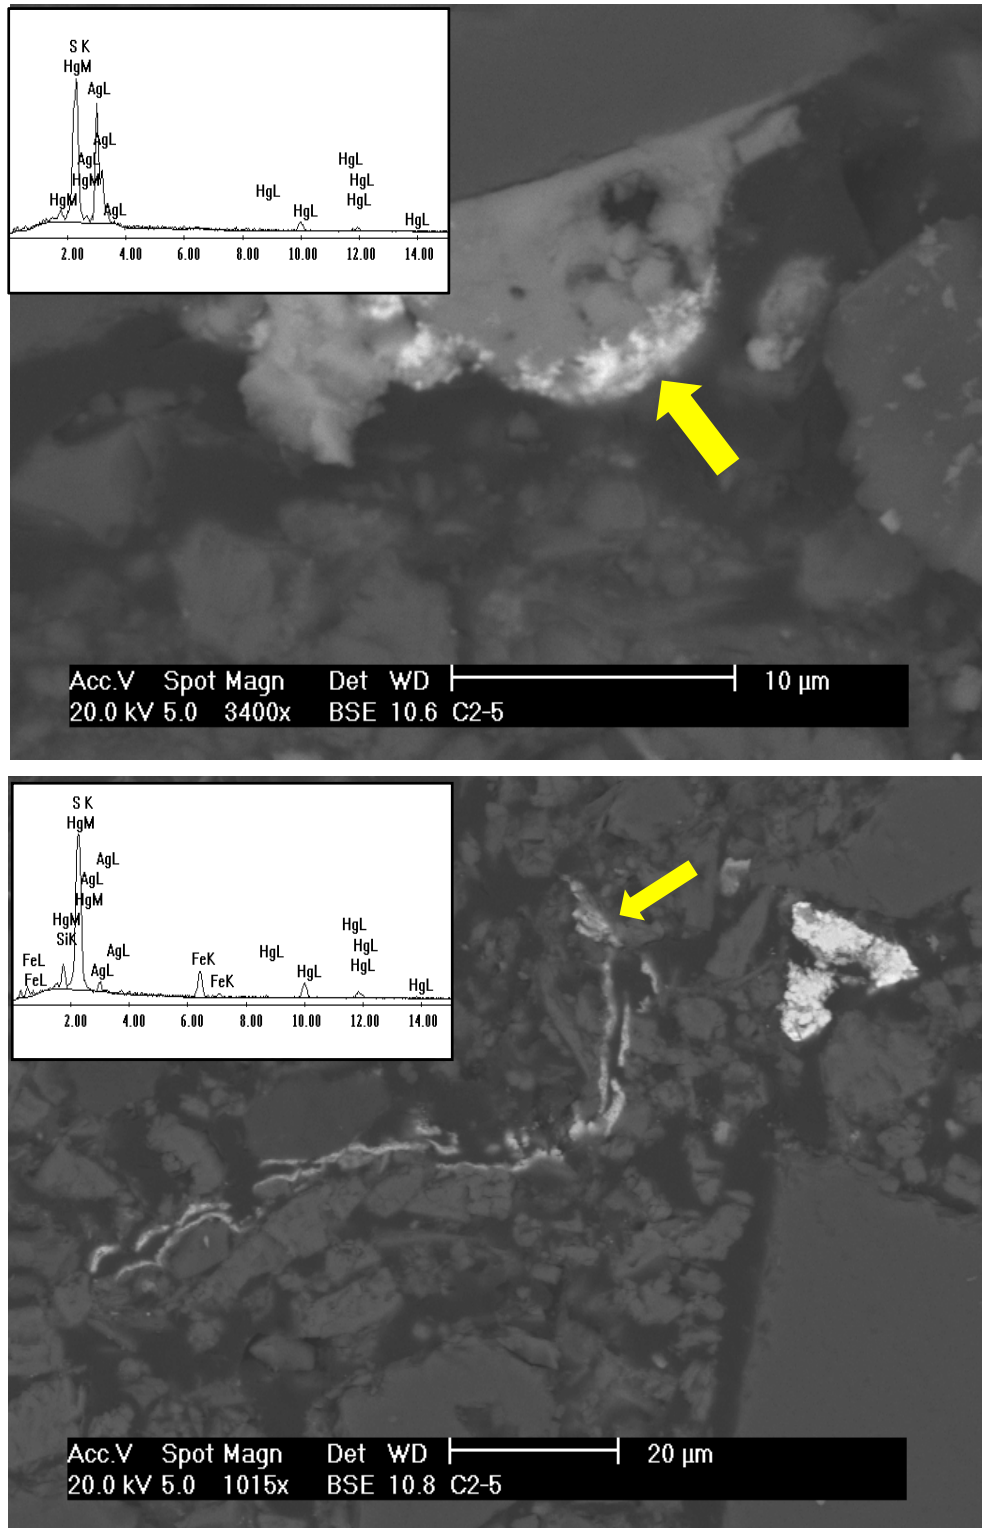 S K
HgM
AgL
AgL
AgL
HgM
HgM
AgL
HgL
HgL
HgL
HgL
HgL
HgL
2.00 4.00 6.00 8.00 10.00 12.00 14.00
Acc.V Spot Magn Det WD 10 µm
20.0 kV 5.0 3400x BSE 10.6 C2-5
S K
HgM
AgL
AgL
HgM
HgM
SiK
FeL
FeL
AgL
AgL
FeK
FeK
HgL
HgL
HgL
HgL
HgL
HgL
2.00 4.00 6.00 8.00 10.00 12.00 14.00
Acc.V Spot Magn Det WD 20 µm
20.0 kV 5.0 1015x BSE 10.8 C2-5